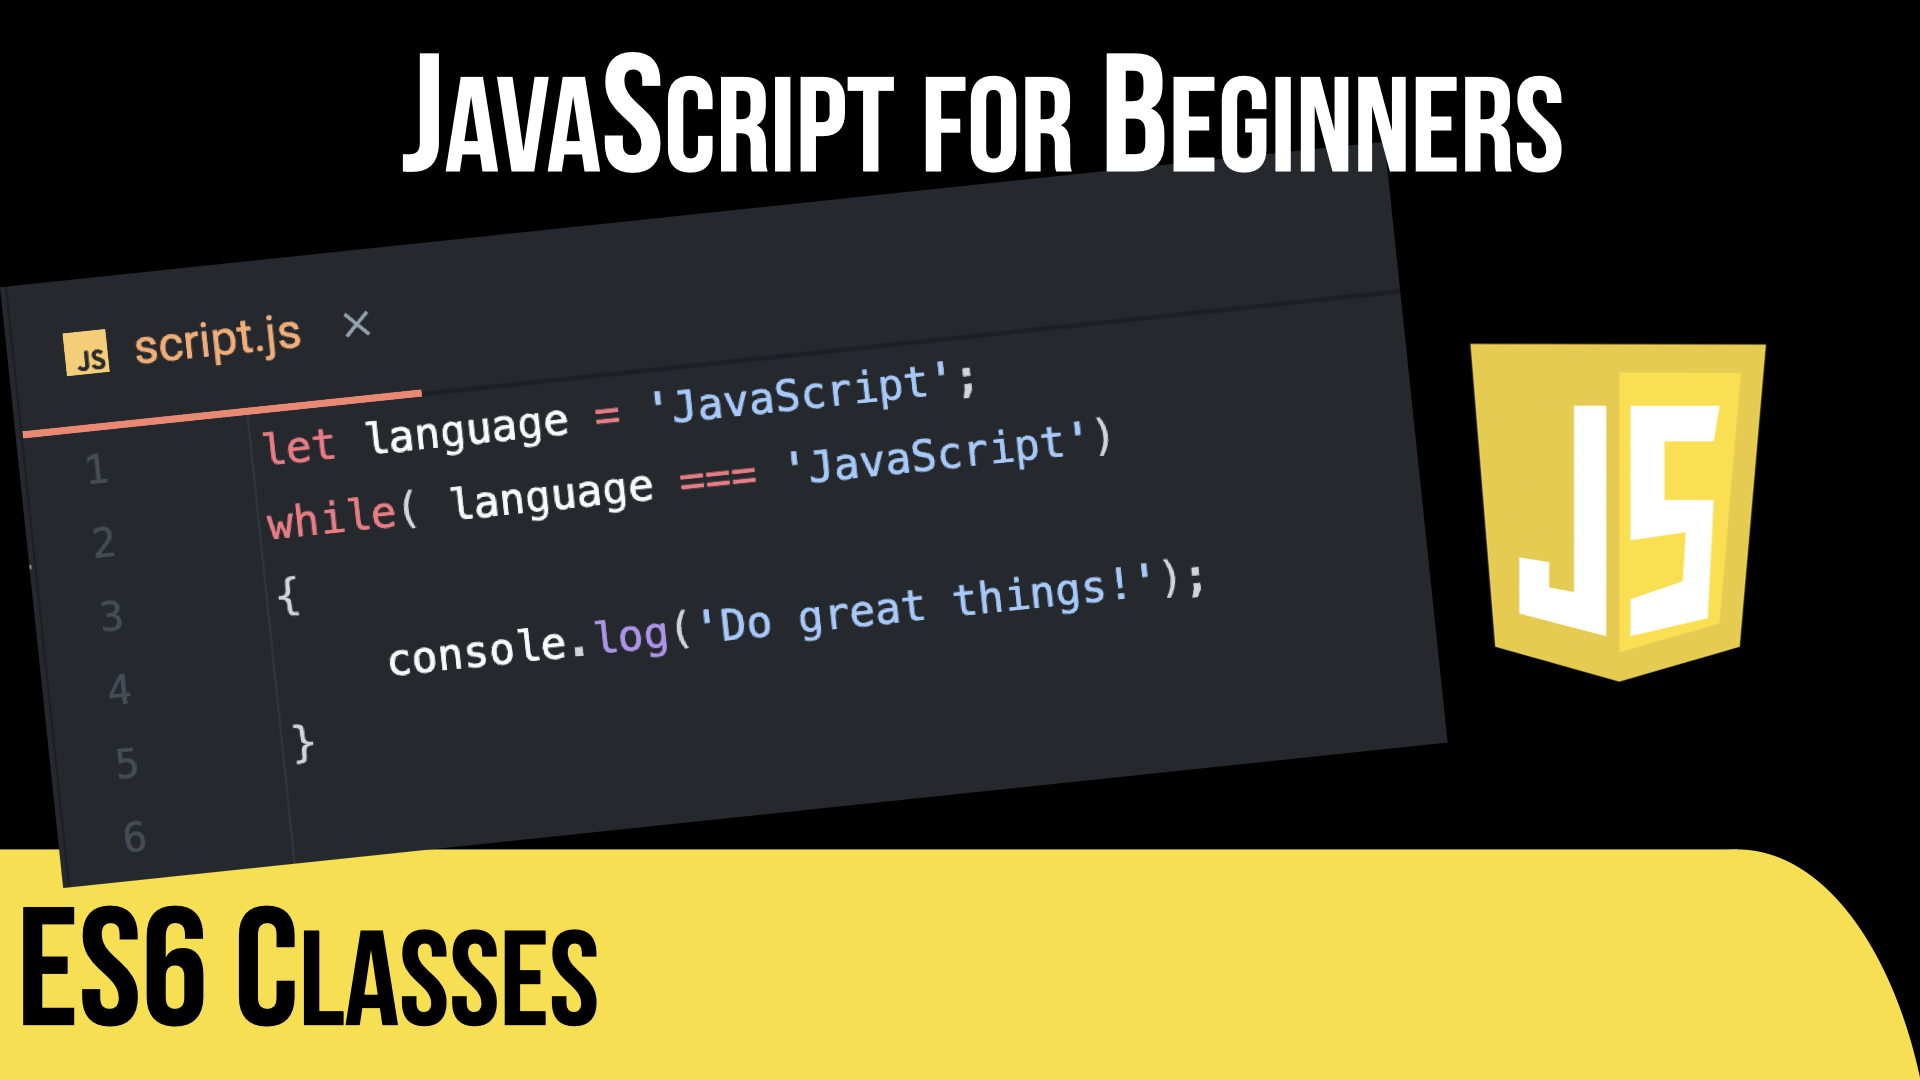 JavaScript for Beginners
JS script.js ×
1 let language = 'JavaScript';
2 while( language === 'JavaScript')
3 {
4 console.log('Do great things!');
5 }
6
JS
ES6 Classes